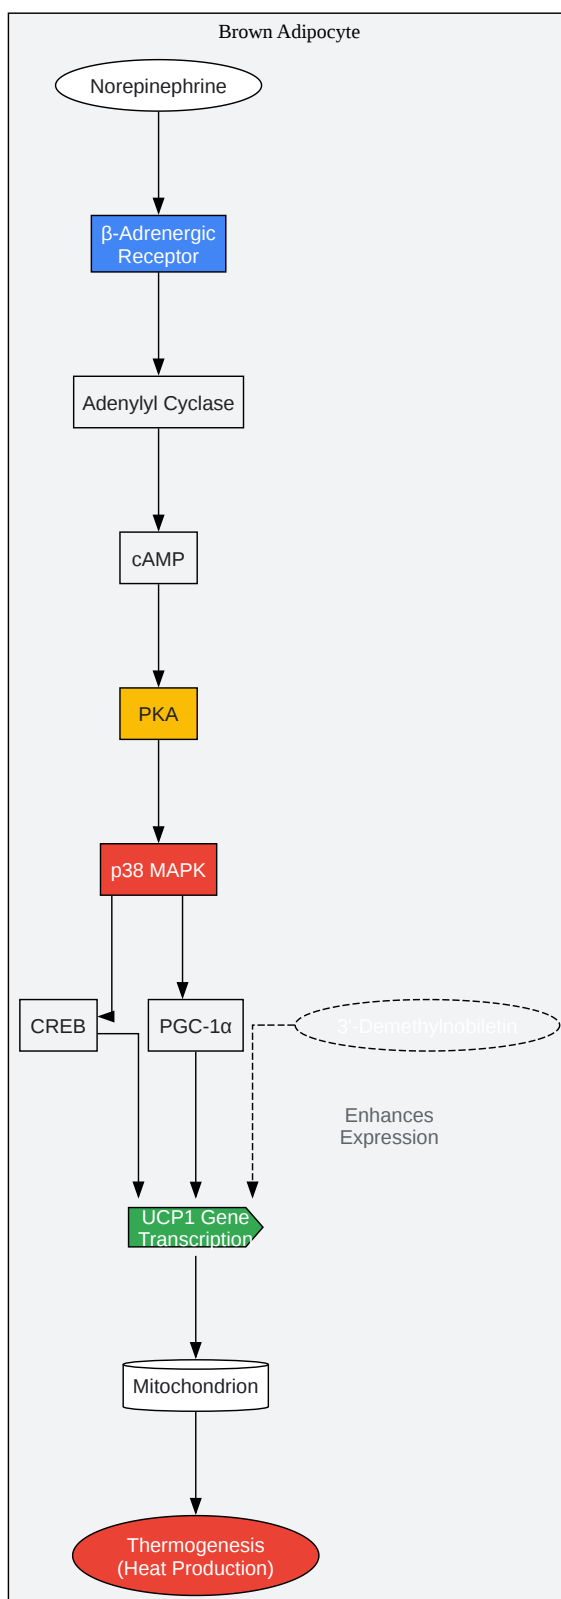 Brown Adipocyte
Norepinephrine
β-Adrenergic
Receptor
Adenylyl Cyclase
cAMP
PKA
p38 MAPK
CREB
PGC-1α
3'-Demethylnobiletin
Enhances
Expression
UCP1 Gene
Transcription
Mitochondrion
Thermogenesis
(Heat Production)